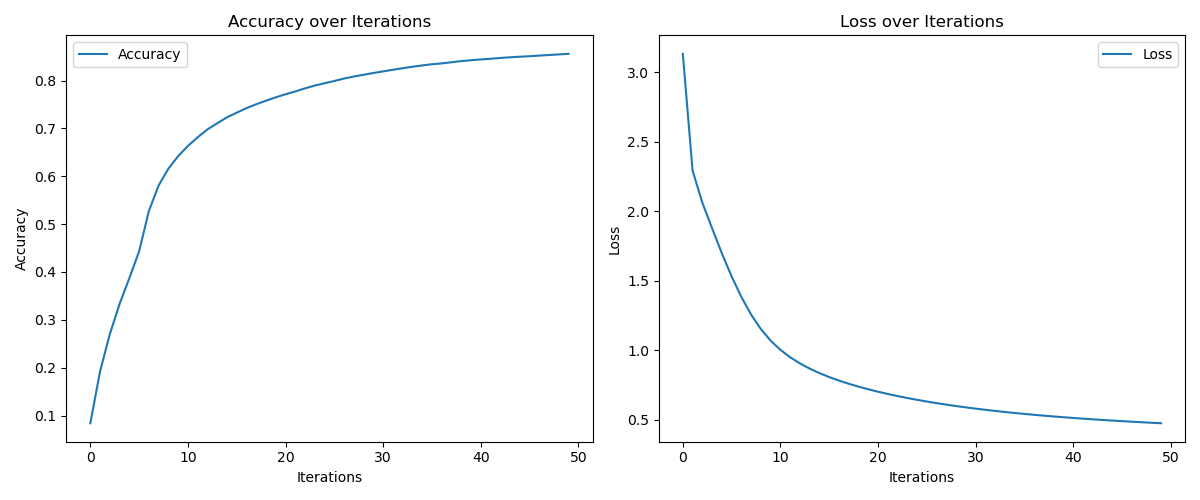 Accuracy over Iterations
Accuracy
0.8
0.7
0.6
0.5
0.4
0.3
0.2
0.1
Accuracy
0 10 20 30 40 50
Iterations
Loss over Iterations
Loss
3.0
2.5
2.0
1.5
1.0
0.5
Loss
0 10 20 30 40 50
Iterations